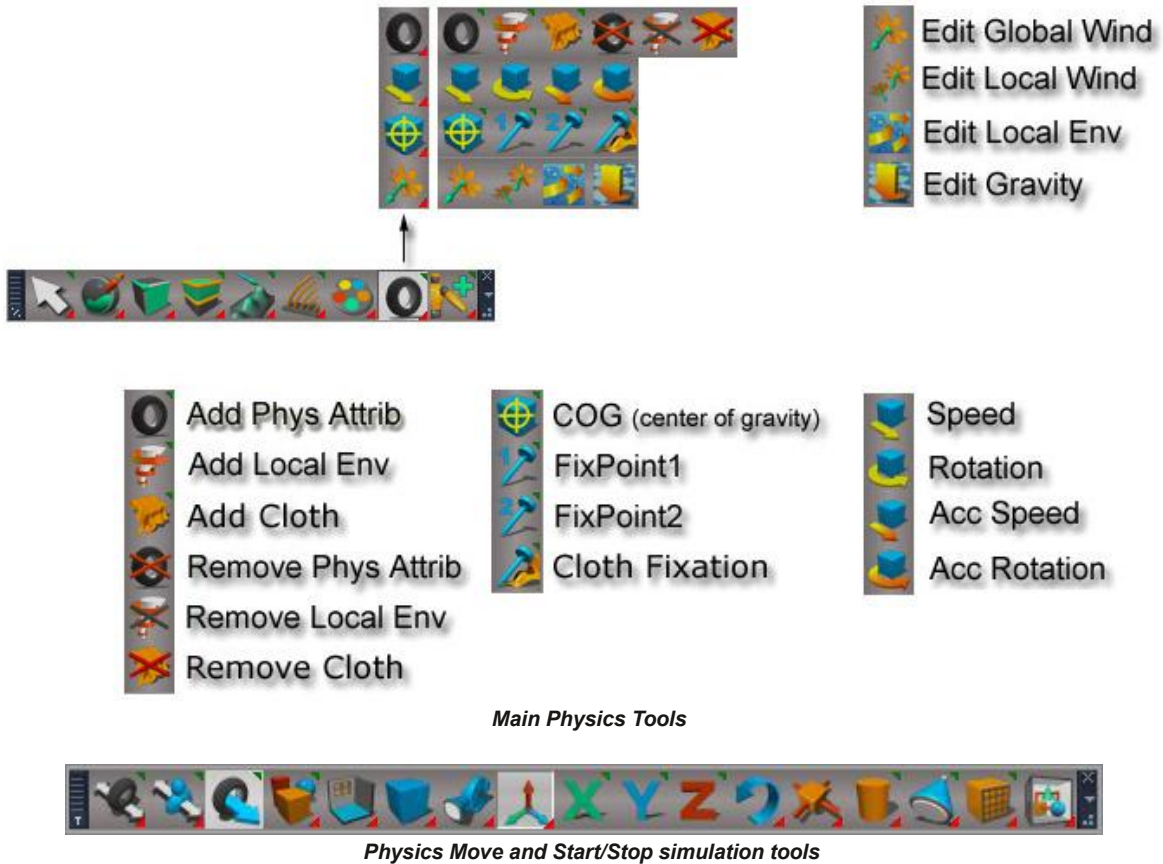 Edit Global Wind
Edit Local Wind
Edit Local Env
Edit Gravity
Add Phys Attrib
Add Local Env
Add Cloth
Remove Phys Attrib
Remove Local Env
Remove Cloth
COG (center of gravity)
FixPoint1
FixPoint2
Cloth Fixation
Speed
Rotation
Acc Speed
Acc Rotation
Main Physics Tools
X Y Z
Physics Move and Start/Stop simulation tools